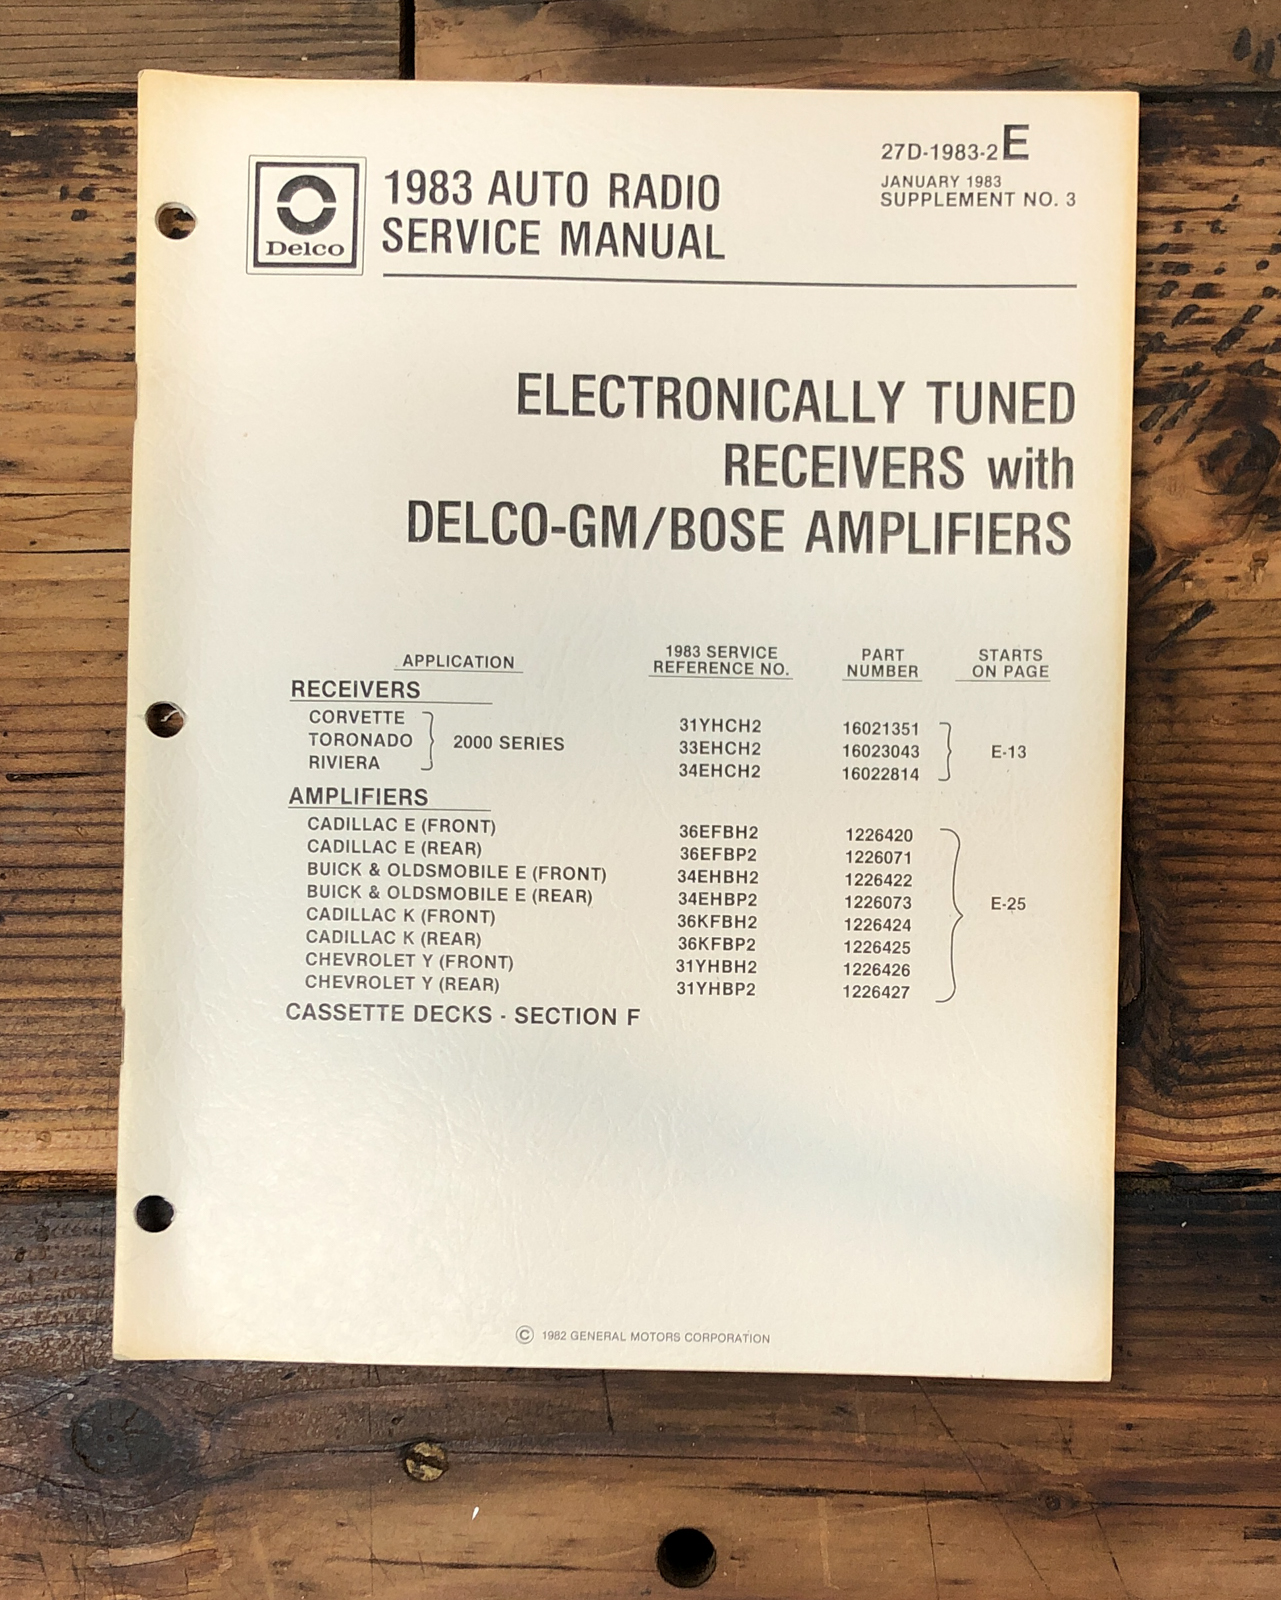 27D-1983-2E
JANUARY 1983
SUPPLEMENT NO. 3
Delco
1983 AUTO RADIO
SERVICE MANUAL
ELECTRONICALLY TUNED
RECEIVERS with
DELCO-GM/BOSE AMPLIFIERS
APPLICATION 1983 SERVICE REFERENCE NO. PART NUMBER STARTS ON PAGE
RECEIVERS
CORVETTE 31YHCH2 16021351
TORONADO 2000 SERIES 33EHCH2 16023043 E-13
RIVIERA 34EHCH2 16022814
AMPLIFIERS
CADILLAC E (FRONT) 36EFBH2 1226420
CADILLAC E (REAR) 36EFBP2 1226071
BUICK & OLDSMOBILE E (FRONT) 34EHBH2 1226422
BUICK & OLDSMOBILE E (REAR) 34EHBP2 1226073 E-25
CADILLAC K (FRONT) 36KFBH2 1226424
CADILLAC K (REAR) 36KFBP2 1226425
CHEVROLET Y (FRONT) 31YHBH2 1226426
CHEVROLET Y (REAR) 31YHBP2 1226427
CASSETTE DECKS - SECTION F
© 1982 GENERAL MOTORS CORPORATION